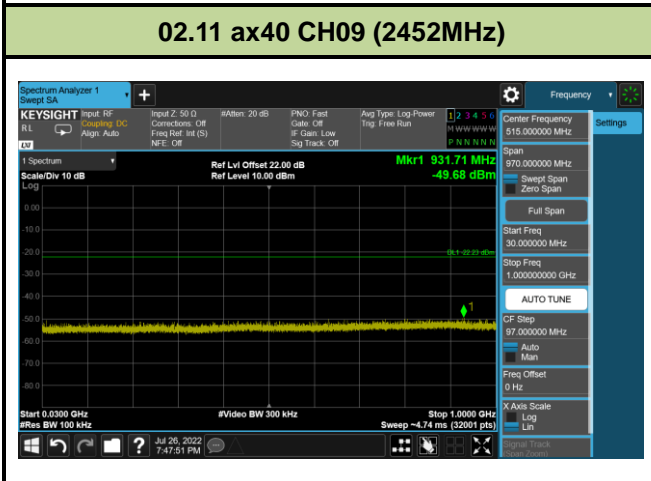 02.11 ax40 CH09 (2452MHz)
Spectrum Analyzer 1
Swept SA
Frequency
KEYSIGHT
RL
Input: RF
Coupling: DC
Align: Auto
Input Z: 50 Ω
Corrections: Off
Freq Ref: Int (S)
NFE: Off
#Atten: 20 dB
PNO: Fast
Gate: Off
IF Gain: Low
Sig Track: Off
Avg Type: Log-Power
Trig: Free Run
1 2 3 4 5 6
M W W W W W
P N N N N N
1 Spectrum
Scale/Div 10 dB
Log
Ref Lvl Offset 22.00 dB
Ref Level 10.00 dBm
Mkr1 931.71 MHz
-49.68 dBm
0.00
-10.0
-20.0
-30.0
-40.0
-50.0
-60.0
-70.0
-80.0
DL1 -22.23 dBm
1
Start 0.0300 GHz
#Res BW 100 kHz
#Video BW 300 kHz
Stop 1.0000 GHz
Sweep ~4.74 ms (32001 pts)
Center Frequency
515.000000 MHz
Span
970.000000 MHz
Swept Span
Zero Span
Full Span
Start Freq
30.000000 MHz
Stop Freq
1.000000000 GHz
AUTO TUNE
CF Step
97.000000 MHz
Auto
Man
Freq Offset
0 Hz
X Axis Scale
Log
Lin
Signal Track
(Span Zoom)
Settings
?
Jul 26, 2022
7:47:51 PM